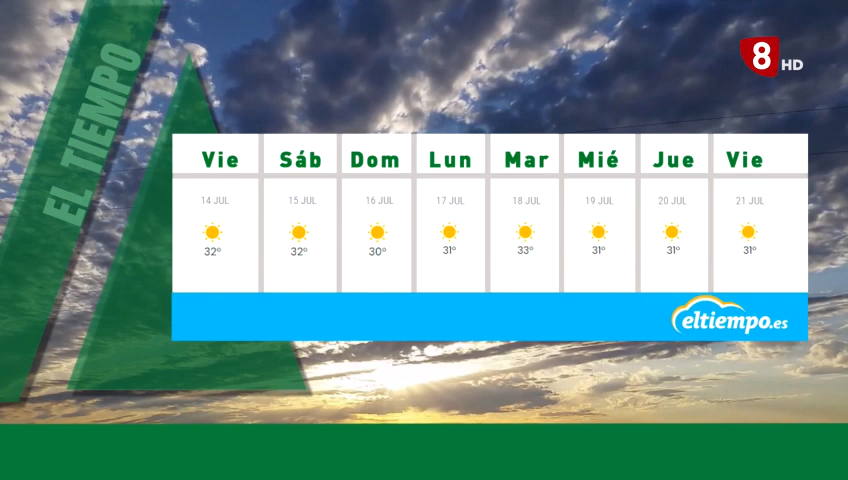 EL TIEMPO
8 HD
Vie Sáb Dom Lun Mar Mié Jue Vie
14 JUL 15 JUL 16 JUL 17 JUL 18 JUL 19 JUL 20 JUL 21 JUL
32º 32º 30º 31º 33º 31º 31º 31º
eltiempo.es